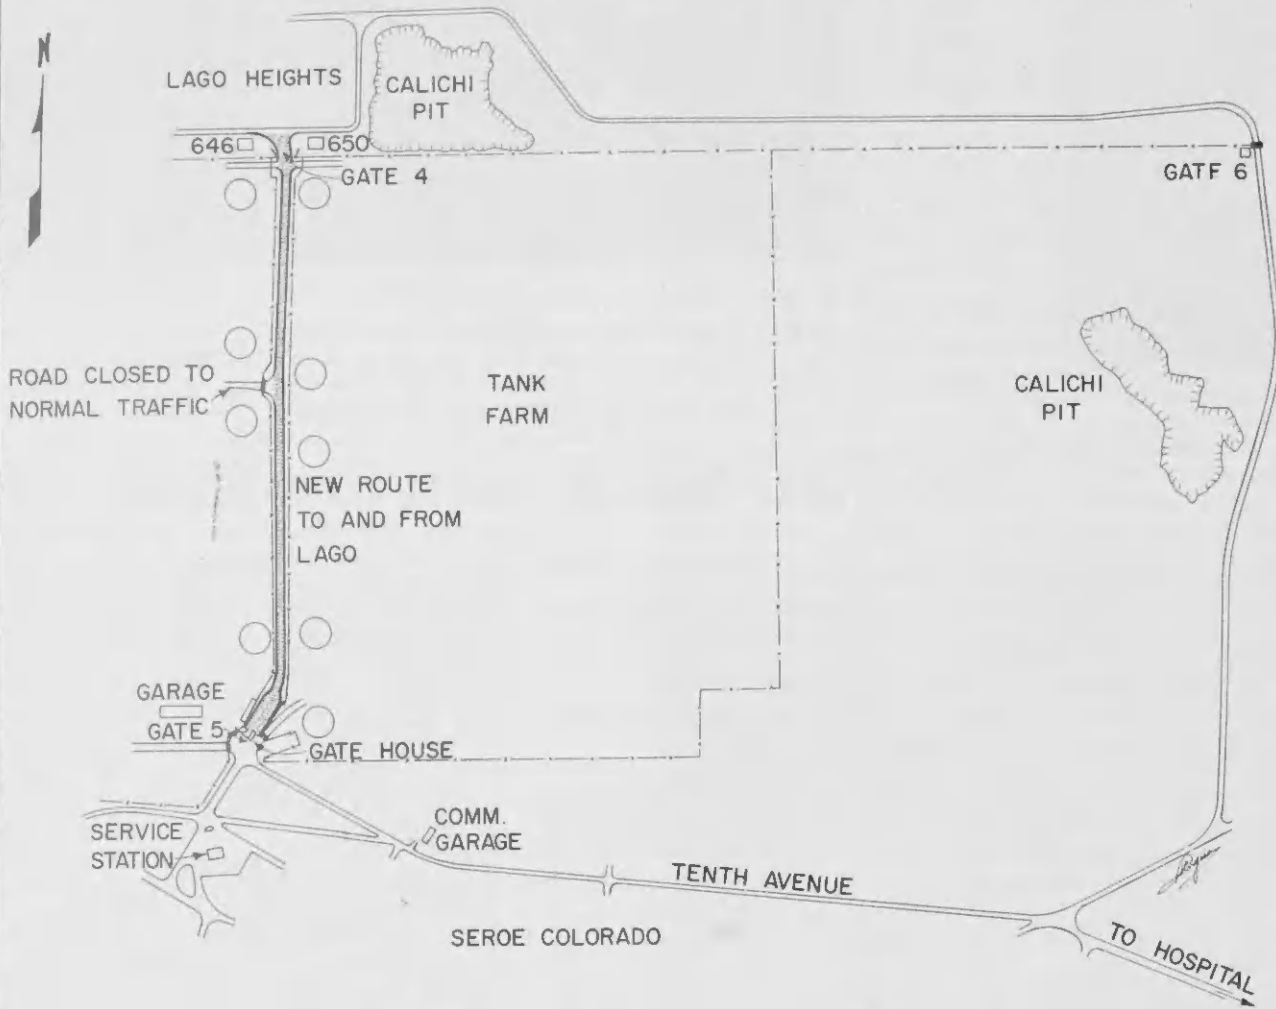 N
LAGO HEIGHTS
CALICHI
PIT
646
650
GATE 4
GATF 6
ROAD CLOSED TO
NORMAL TRAFFIC
TANK
FARM
CALICHI
PIT
NEW ROUTE
TO AND FROM
LAGO
GARAGE
GATE 5
GATE HOUSE
SERVICE
STATION
COMM.
GARAGE
TENTH AVENUE
SEROE COLORADO
TO HOSPITAL